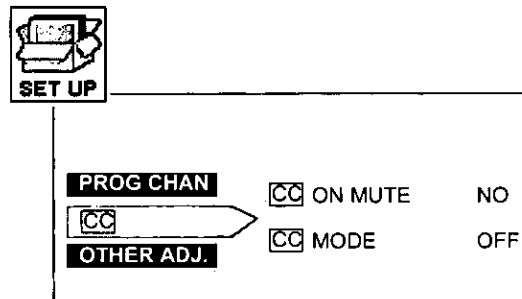 SET UP
PROG CHAN
CC ON MUTE NO
CC
CC MODE OFF
OTHER ADJ.